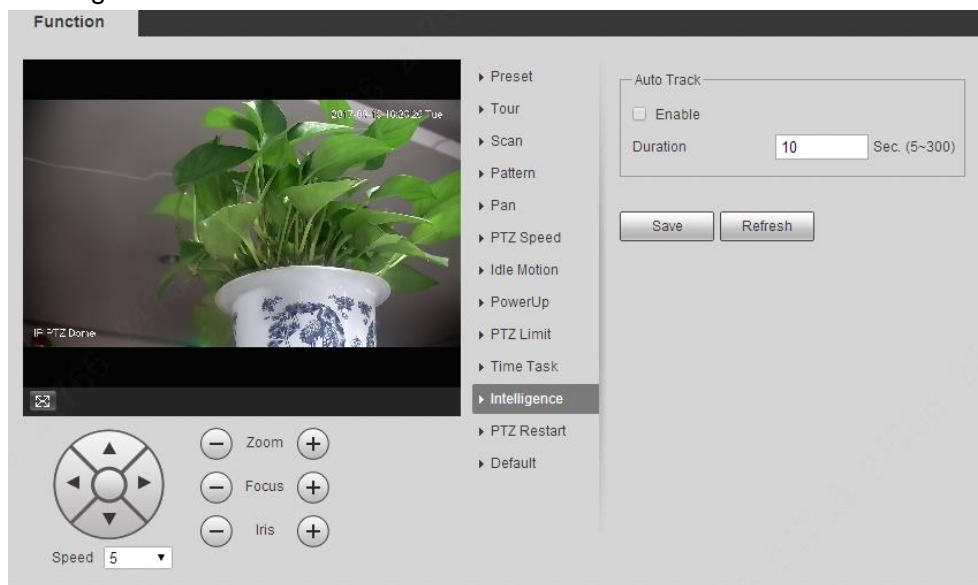 Function
IP PTZ Dome
Preset
Tour
Scan
Pattern
Pan
PTZ Speed
Idle Motion
PowerUp
PTZ Limit
Time Task
Intelligence
PTZ Restart
Default
Auto Track
Enable
Duration 10 Sec. (5~300)
Save Refresh
Zoom
Focus
Iris
Speed 5